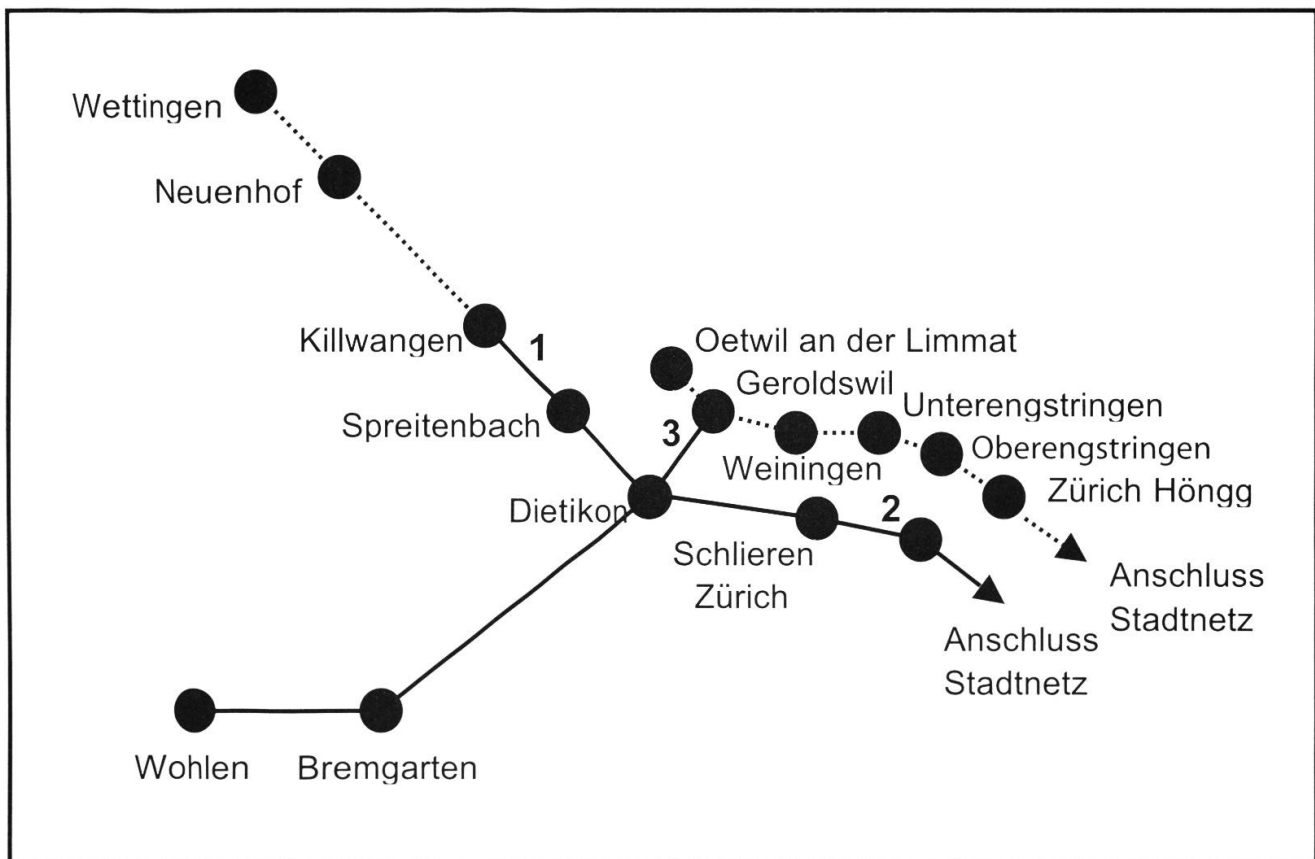 Wettingen
Neuenhof
Killwangen
1
Oetwil an der Limmat
Geroldswil
Spreitenbach
3
Unterengstringen
Weiningen
Oberengstringen
Zürich Höngg
Dietikon
2
Schlieren
Zürich
Anschluss
Stadtnetz
Anschluss
Stadtnetz
Wohlen
Bremgarten